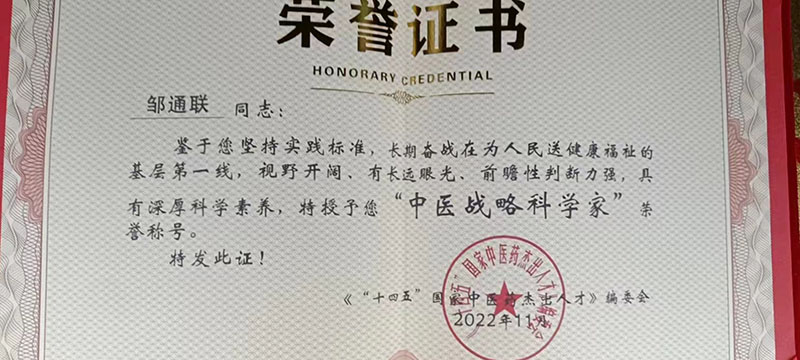 荣誉证书
HONORARY CREDENTIAL
邹通联 同志：
鉴于您坚持实践标准，长期奋战在为人民送健康福祉的
基层第一线，视野开阔、有长远眼光、前瞻性判断力强，具
有深厚科学素养，特授予您“中医战略科学家”荣
誉称号。
特发此证！
《“十四五”国家中医药杰出人才》编委会
2022年11月